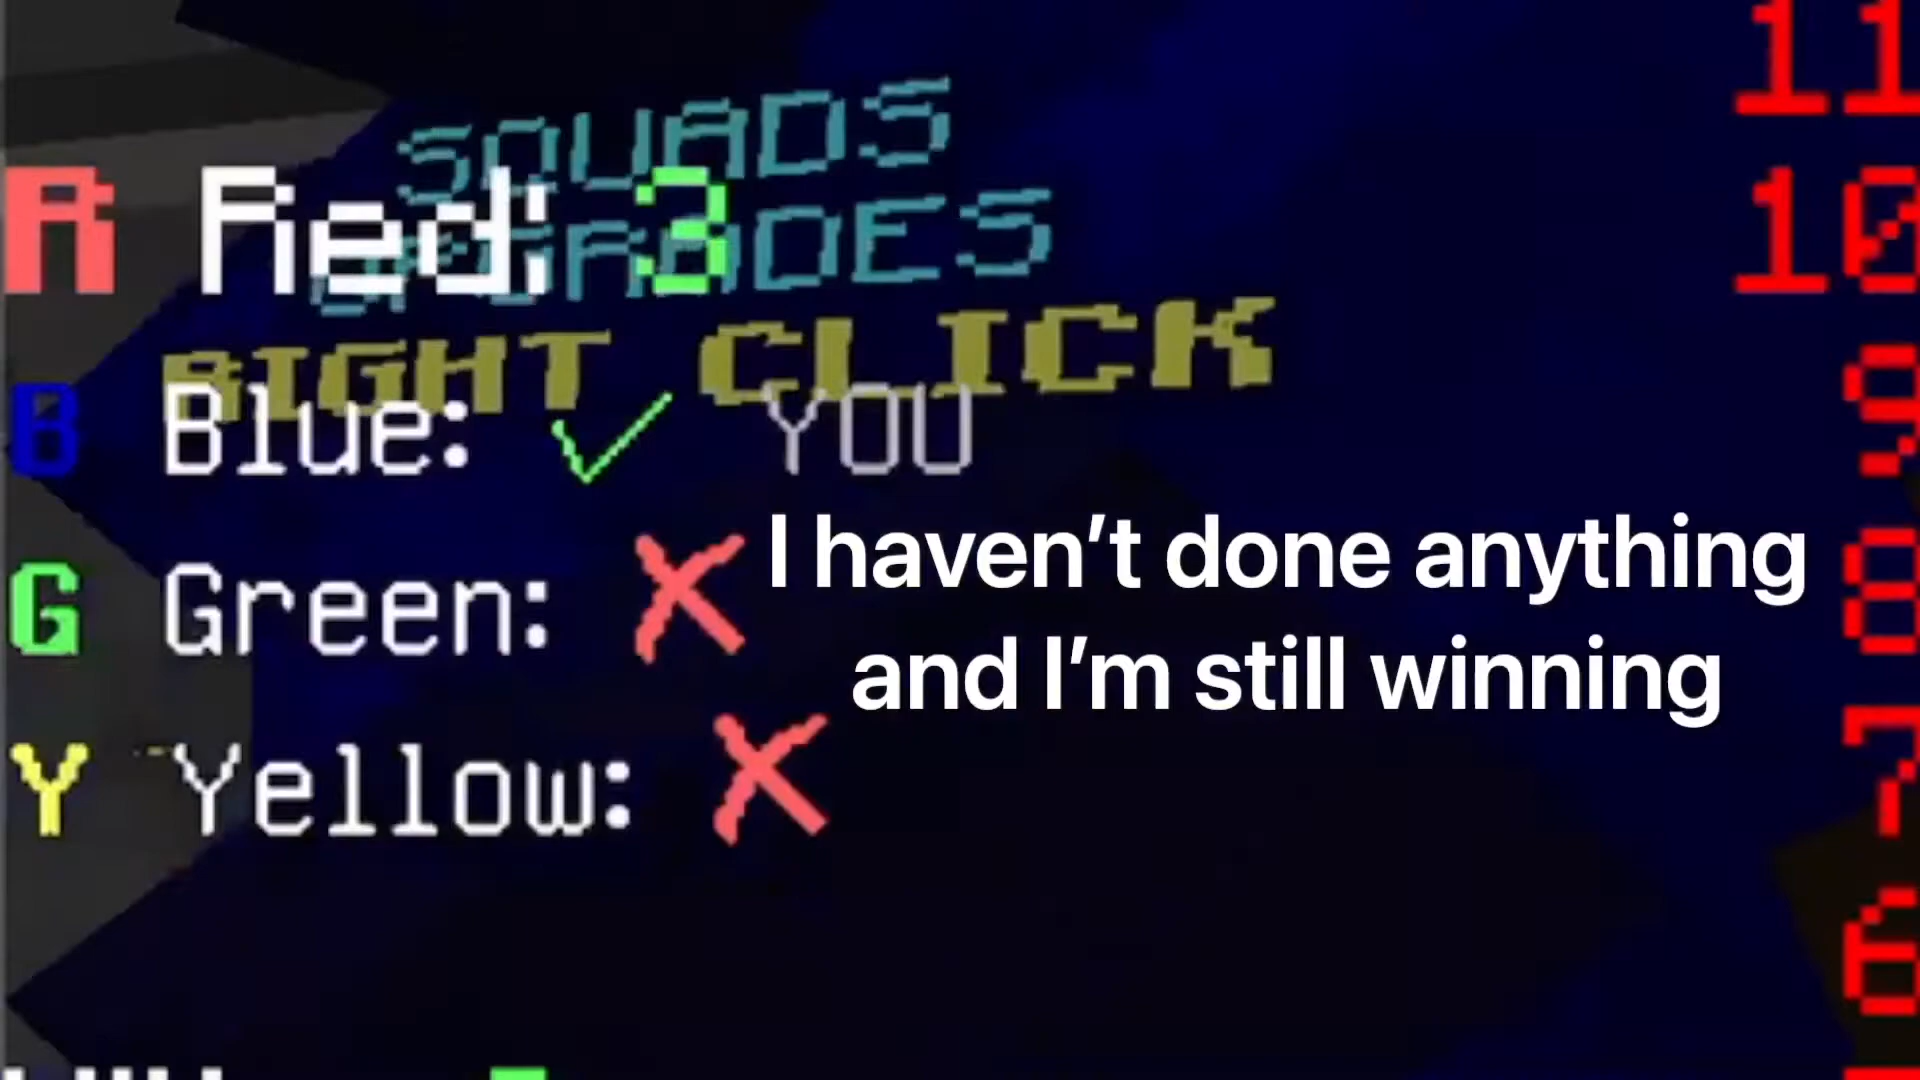 SQUADS
UPGRADES
RIGHT CLICK
R Red: 3
B Blue: ✓ YOU
G Green: ✗
Y Yellow: ✗
I haven’t done anything
and I’m still winning
11
10
9
8
7
6